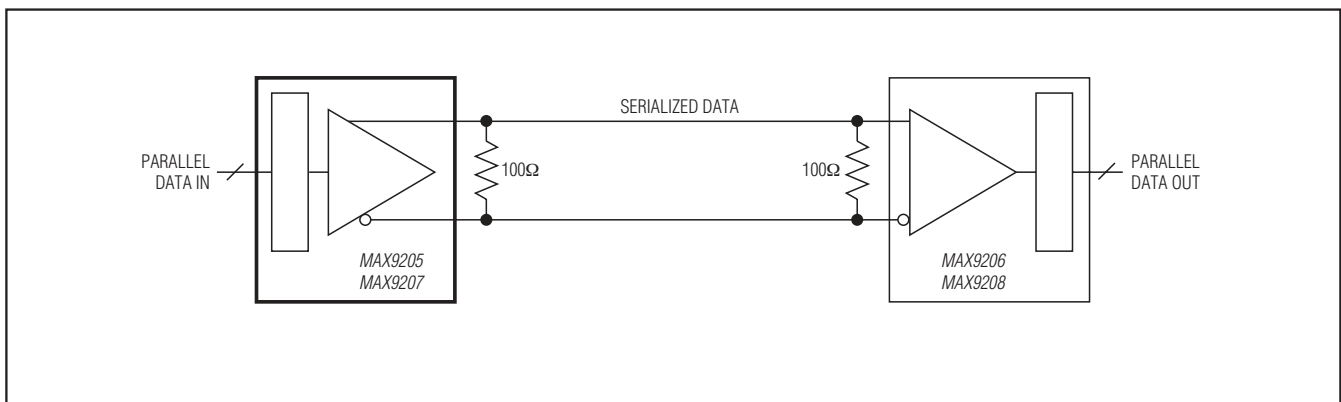 SERIALIZED DATA
PARALLEL
DATA IN
100Ω
100Ω
PARALLEL
DATA OUT
MAX9205
MAX9207
MAX9206
MAX9208